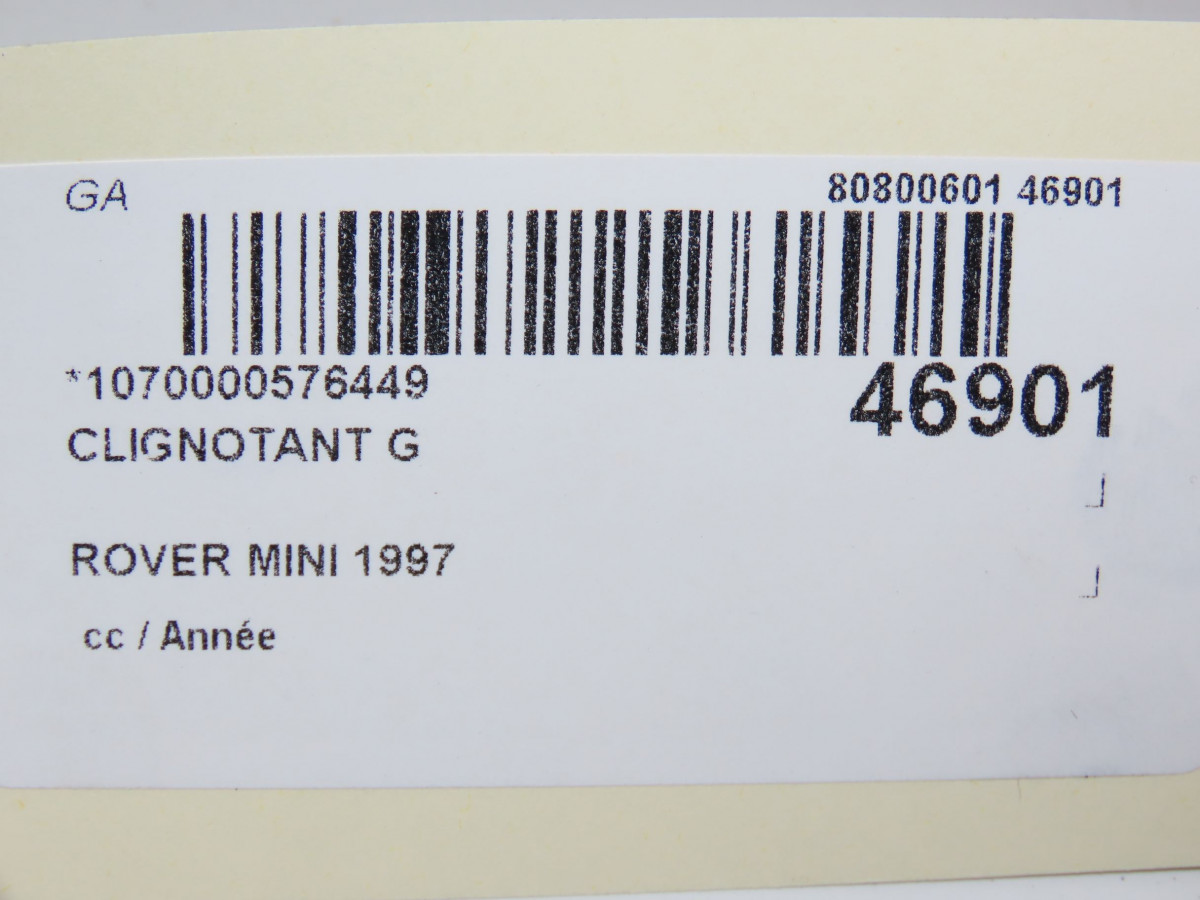 GA
80800601 46901
*1070000576449
46901
CLIGNOTANT G
ROVER MINI 1997
cc / Année